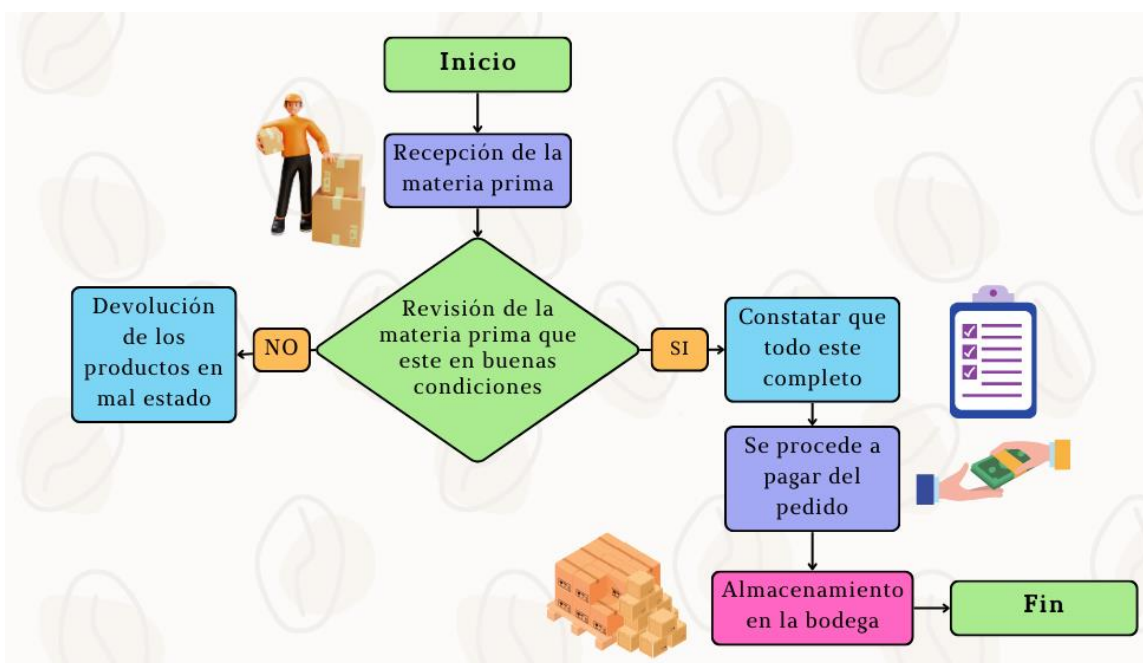 Inicio
Recepción de la
materia prima
Revisión de la
materia prima que
este en buenas
condiciones
NO
Devolución
de los
productos en
mal estado
SI
Constatar que
todo este
completo
Se procede a
pagar del
pedido
Almacenamiento
en la bodega
Fin